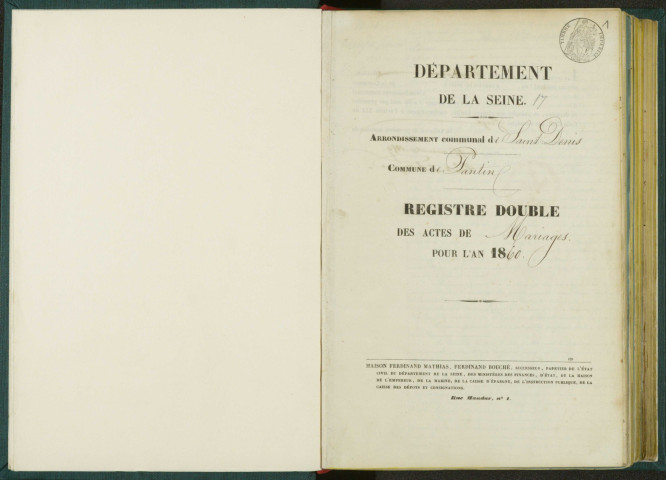 1
DÉPARTEMENT
DE LA SEINE. 17
ARRONDISSEMENT communal de Saint Denis
COMMUNE de Pantin
REGISTRE DOUBLE
DES ACTES DE Mariages
POUR L'AN 1860.
MAISON FERDINAND MATHIAS, FERDINAND BOUCHÉ, SUCCESSEUR, PAPETIER DE L'ÉTAT
CIVIL DU DÉPARTEMENT DE LA SEINE, DES MINISTÈRES DES FINANCES, D'ÉTAT, DE LA MAISON
DE L'EMPEREUR, DE LA MARINE, DE LA CAISSE D'ÉPARGNE, DE L'INSTRUCTION PUBLIQUE, DE LA
CAISSE DES DÉPÔTS ET CONSIGNATIONS.
Rue Mandar, n° 4